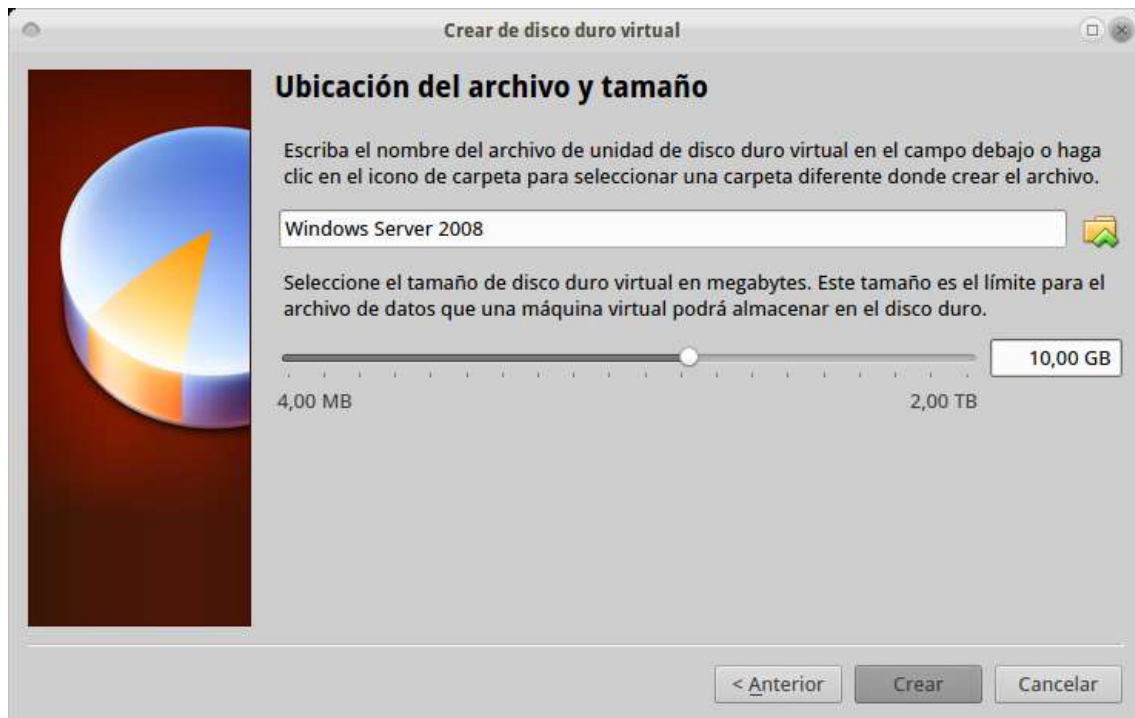 Crear de disco duro virtual
Ubicación del archivo y tamaño
Escriba el nombre del archivo de unidad de disco duro virtual en el campo debajo o haga
clic en el icono de carpeta para seleccionar una carpeta diferente donde crear el archivo.
Windows Server 2008
Seleccione el tamaño de disco duro virtual en megabytes. Este tamaño es el límite para el
archivo de datos que una máquina virtual podrá almacenar en el disco duro.
10,00 GB
4,00 MB 2,00 TB
< Anterior Crear Cancelar